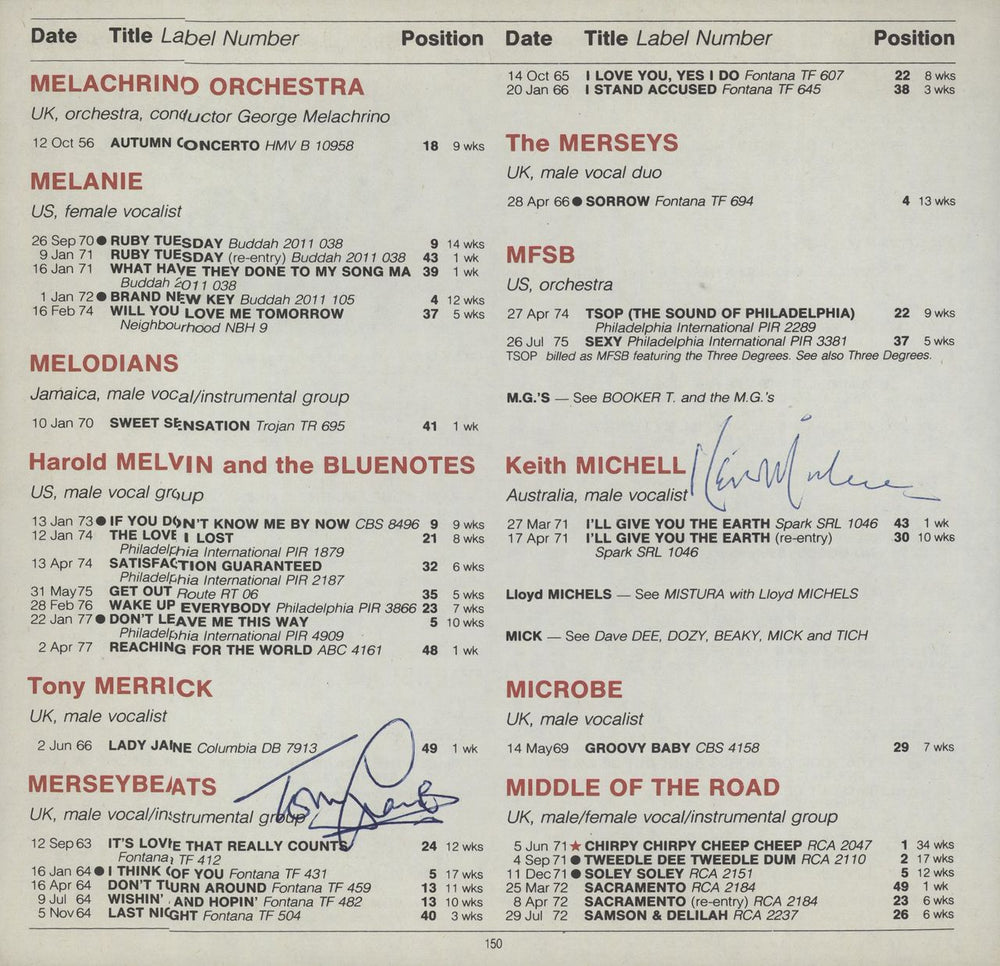 Date Title Label Number Position
MELACHRINO ORCHESTRA
UK, orchestra, conductor George Melachrino
12 Oct 56 AUTUMN CONCERTO HMV B 10958 18 9 wks
MELANIE
US, female vocalist
26 Sep 70 ● RUBY TUESDAY Buddah 2011 038 9 14 wks
9 Jan 71 RUBY TUESDAY (re-entry) Buddah 2011 038 43 1 wk
16 Jan 71 WHAT HAVE THEY DONE TO MY SONG MA 39 1 wk
Buddah 2011 038
1 Jan 72 ● BRAND NEW KEY Buddah 2011 105 4 12 wks
16 Feb 74 WILL YOU LOVE ME TOMORROW 37 5 wks
Neighbourhood NBH 9
MELODIANS
Jamaica, male vocal/instrumental group
10 Jan 70 SWEET SENSATION Trojan TR 695 41 1 wk
Harold MELVIN and the BLUENOTES
US, male vocal group
13 Jan 73 ● IF YOU DON'T KNOW ME BY NOW CBS 8496 9 9 wks
12 Jan 74 THE LOVE I LOST 21 8 wks
Philadelphia International PIR 1879
13 Apr 74 SATISFACTION GUARANTEED 32 6 wks
Philadelphia International PIR 2187
31 May 75 GET OUT Route RT 06 35 5 wks
28 Feb 76 WAKE UP EVERYBODY Philadelphia PIR 3866 23 7 wks
22 Jan 77 ● DON'T LEAVE ME THIS WAY 5 10 wks
Philadelphia International PIR 4909
2 Apr 77 REACHING FOR THE WORLD ABC 4161 48 1 wk
Tony MERRICK
UK, male vocalist
2 Jun 66 LADY JANE Columbia DB 7913 49 1 wk
MERSEYBEATS
UK, male vocal/instrumental group
12 Sep 63 IT'S LOVE THAT REALLY COUNTS 24 12 wks
Fontana TF 412
16 Jan 64 ● I THINK OF YOU Fontana TF 431 5 17 wks
16 Apr 64 DON'T TURN AROUND Fontana TF 459 13 11 wks
9 Jul 64 WISHIN' AND HOPIN' Fontana TF 482 13 10 wks
5 Nov 64 LAST NIGHT Fontana TF 504 40 3 wks
Date Title Label Number Position
14 Oct 65 I LOVE YOU, YES I DO Fontana TF 607 22 8 wks
20 Jan 66 I STAND ACCUSED Fontana TF 645 38 3 wks
The MERSEYS
UK, male vocal duo
28 Apr 66 ● SORROW Fontana TF 694 4 13 wks
MFSB
US, orchestra
27 Apr 74 TSOP (THE SOUND OF PHILADELPHIA) 22 9 wks
Philadelphia International PIR 2289
26 Jul 75 SEXY Philadelphia International PIR 3381 37 5 wks
TSOP billed as MFSB featuring the Three Degrees. See also Three Degrees.
M.G.'S — See BOOKER T. and the M.G.'s
Keith MICHELL
Australia, male vocalist
27 Mar 71 I'LL GIVE YOU THE EARTH Spark SRL 1046 43 1 wk
17 Apr 71 I'LL GIVE YOU THE EARTH (re-entry) 30 10 wks
Spark SRL 1046
Lloyd MICHELS — See MISTURA with Lloyd MICHELS
MICK — See Dave DEE, DOZY, BEAKY, MICK and TICH
MICROBE
UK, male vocalist
14 May 69 GROOVY BABY CBS 4158 29 7 wks
MIDDLE OF THE ROAD
UK, male/female vocal/instrumental group
5 Jun 71 ★ CHIRPY CHIRPY CHEEP CHEEP RCA 2047 1 34 wks
4 Sep 71 ● TWEEDLE DEE TWEEDLE DUM RCA 2110 2 17 wks
11 Dec 71 ● SOLEY SOLEY RCA 2151 5 12 wks
25 Mar 72 SACRAMENTO RCA 2184 49 1 wk
8 Apr 72 SACRAMENTO (re-entry) RCA 2184 23 6 wks
29 Jul 72 SAMSON & DELILAH RCA 2237 26 6 wks
150